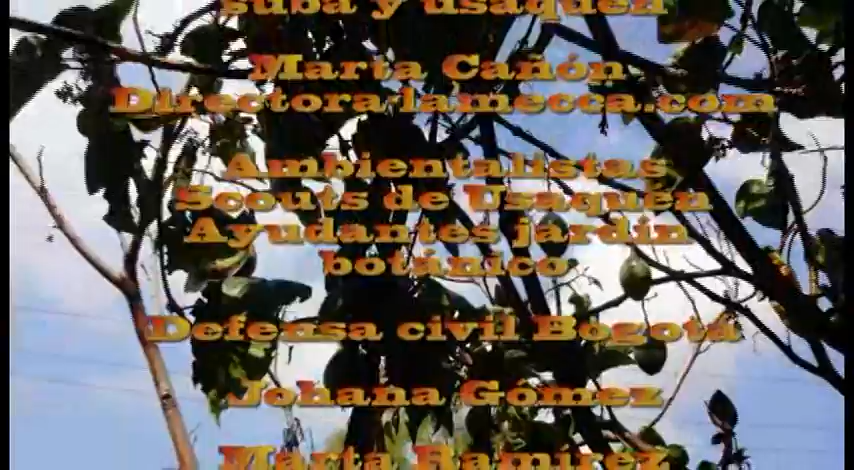 suba y usaquén
Marta Cañón
Directora lamecca.com
Ambientalistas
Scouts de Usaquén
Ayudantes jardín
botánico
Defensa civil Bogotá
Johana Gómez
Marta Ramírez